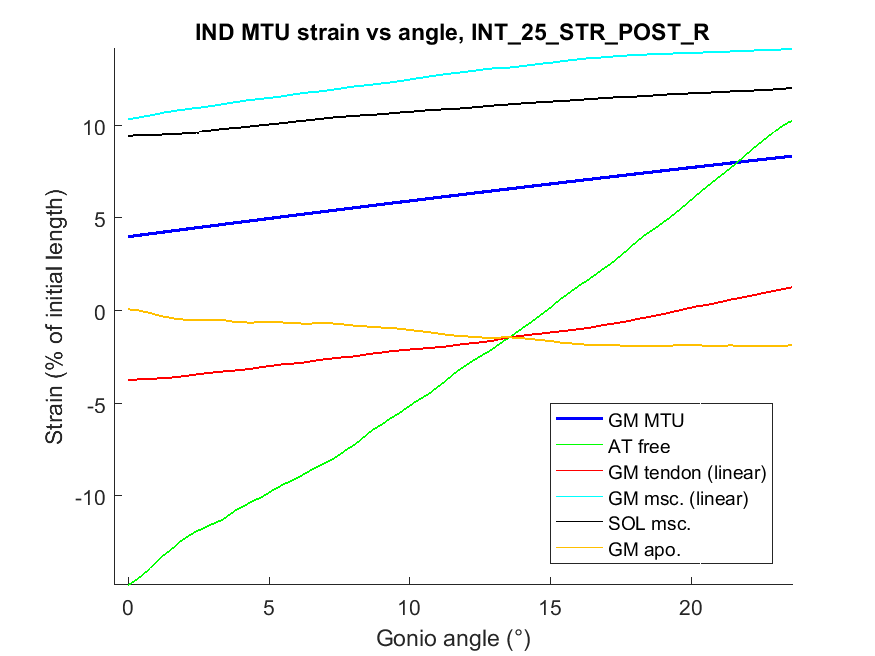 IND MTU strain vs angle, INT_25_STR_POST_R
Strain (% of initial length)
10
5
0
-5
-10
GM MTU
AT free
GM tendon (linear)
GM msc. (linear)
SOL msc.
GM apo.
0 5 10 15 20
Gonio angle (°)